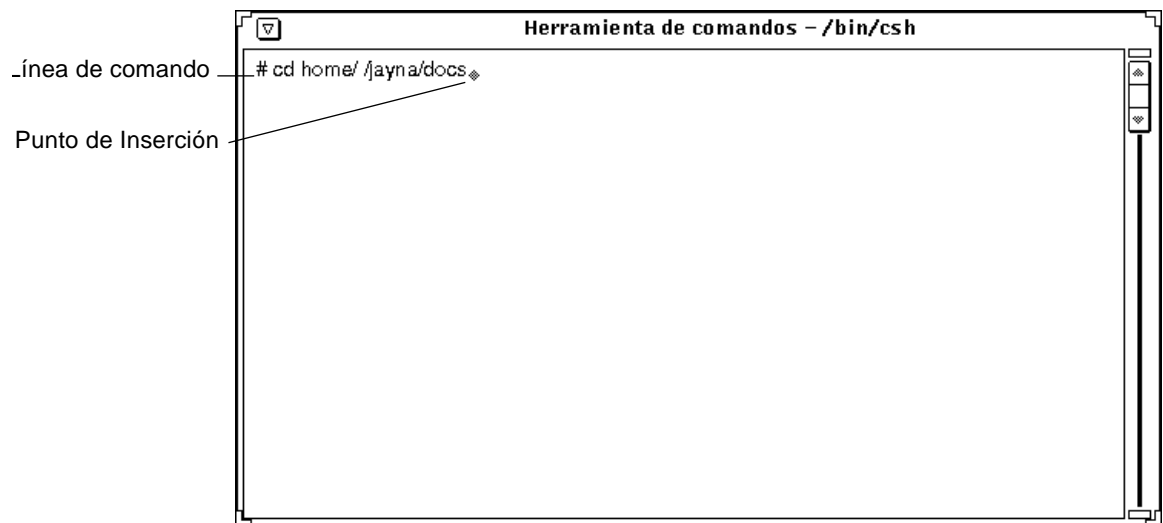 Herramienta de comandos – /bin/csh
ínea de comando
# cd home/ /jayna/docs
Punto de Inserción